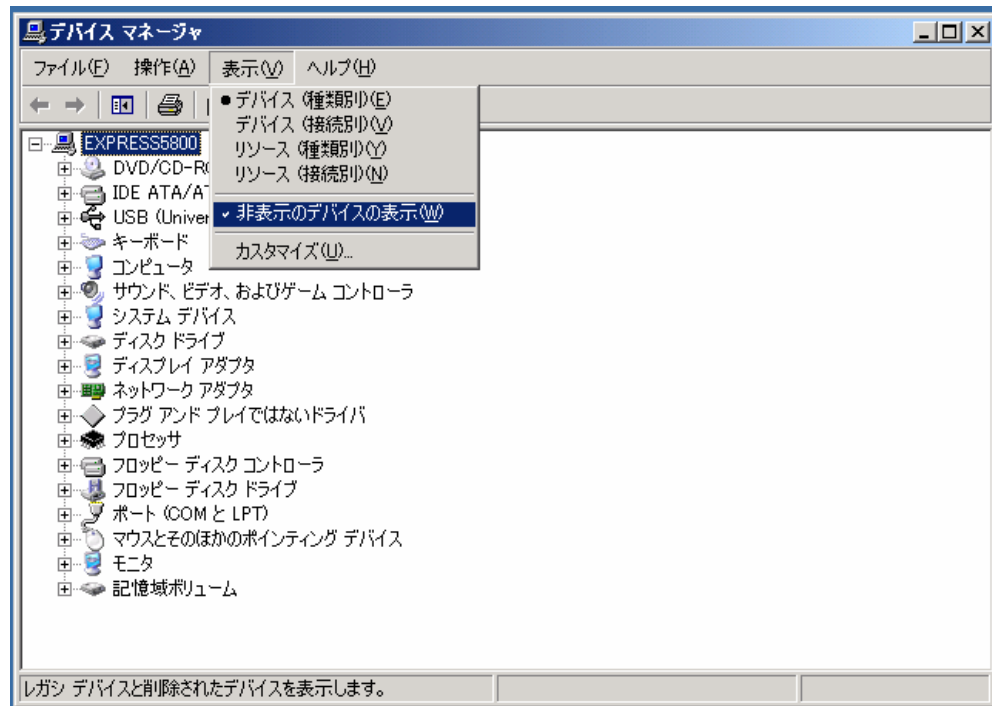 デバイス マネージャ
ファイル(F) 操作(A) 表示(V) ヘルプ(H)
デバイス (種類別)(E)
デバイス (接続別)(V)
リソース (種類別)(Y)
リソース (接続別)(N)
非表示のデバイスの表示(W)
カスタマイズ(U)...
EXPRESS5800
DVD/CD-R
IDE ATA/A
USB (Univer
キーボード
コンピュータ
サウンド、ビデオ、およびゲーム コントローラ
システム デバイス
ディスク ドライブ
ディスプレイ アダプタ
ネットワーク アダプタ
プラグ アンド プレイではないドライバ
プロセッサ
フロッピー ディスク コントローラ
フロッピー ディスク ドライブ
ポート (COM と LPT)
マウスとそのほかのポインティング デバイス
モニタ
記憶域ボリューム
レガシ デバイスと削除されたデバイスを表示します。